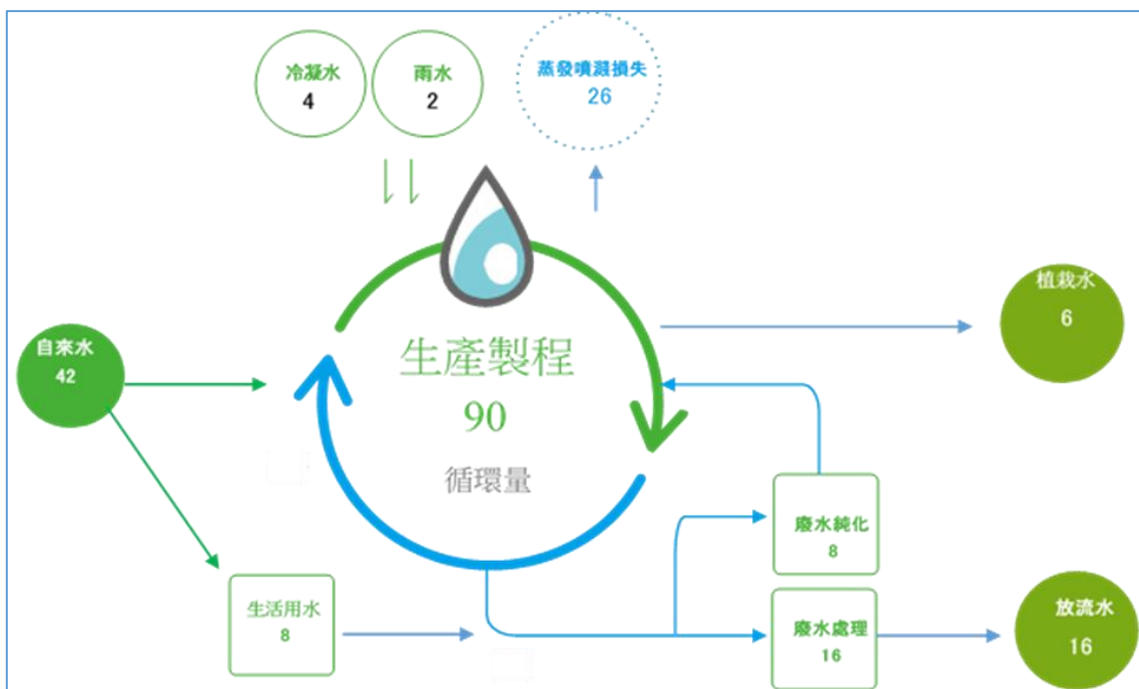 冷凝水
4
雨水
2
蒸發噴濺損失
26
植栽水
6
自來水
42
生產製程
90
循環量
廢水純化
8
生活用水
8
廢水處理
16
放流水
16